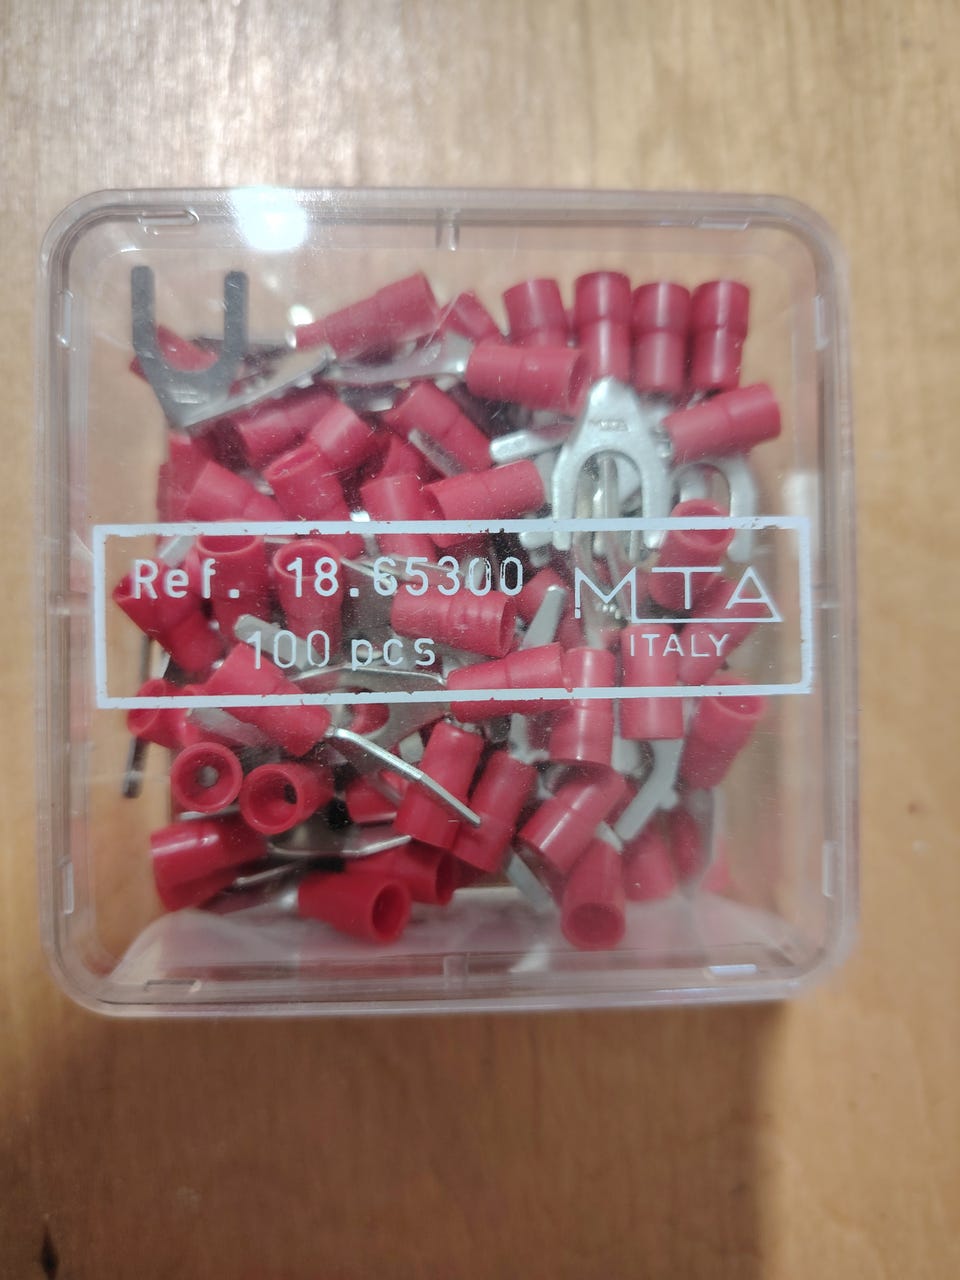 Ref. 18.65300
100 pcs
MTA
ITALY